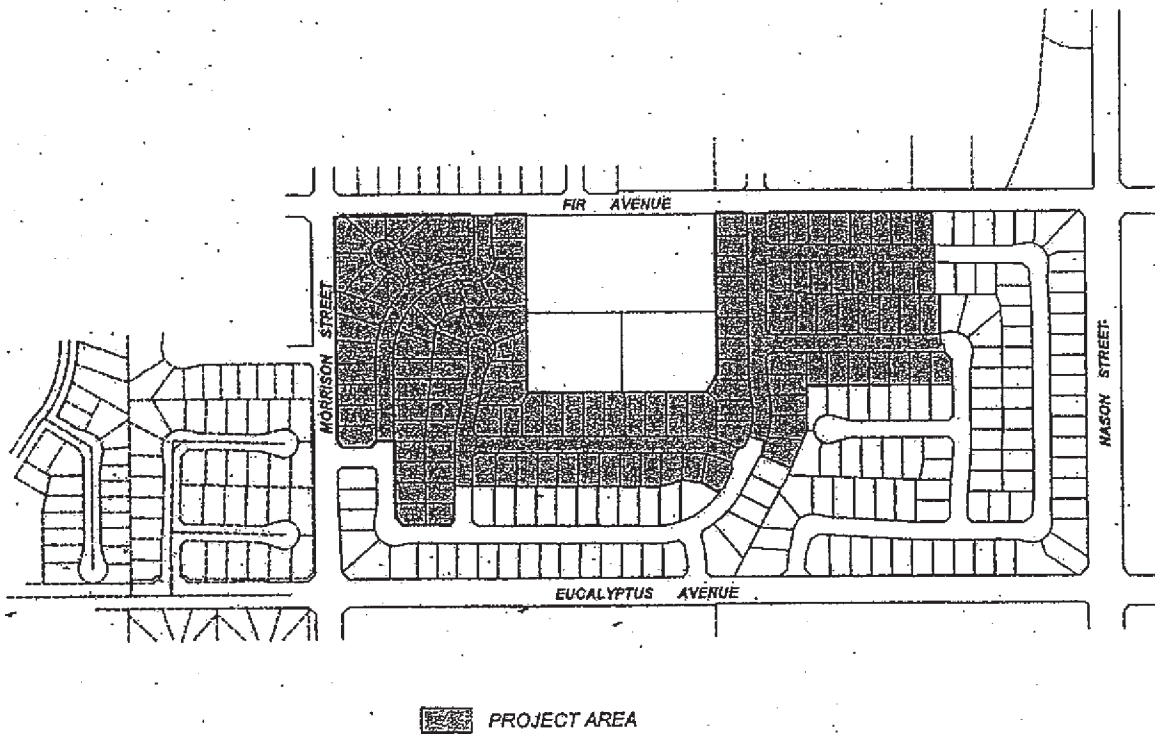 FIR AVENUE
MORRISON STREET
NASON STREET
EUCALYPTUS AVENUE
PROJECT AREA